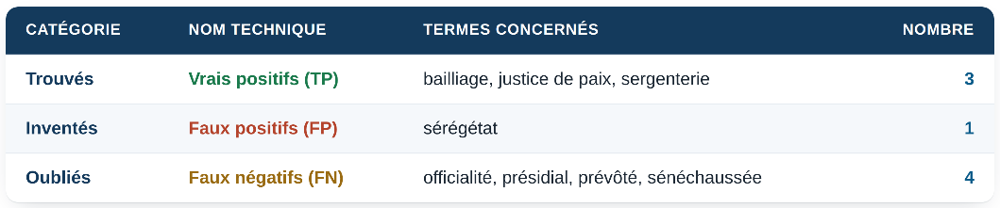 CATÉGORIE NOM TECHNIQUE TERMES CONCERNÉS NOMBRE
Trouvés Vrais positifs (TP) bailliage, justice de paix, sergenterie 3
Inventés Faux positifs (FP) sérégétat 1
Oubliés Faux négatifs (FN) officialité, présidial, prévôté, sénéchaussée 4